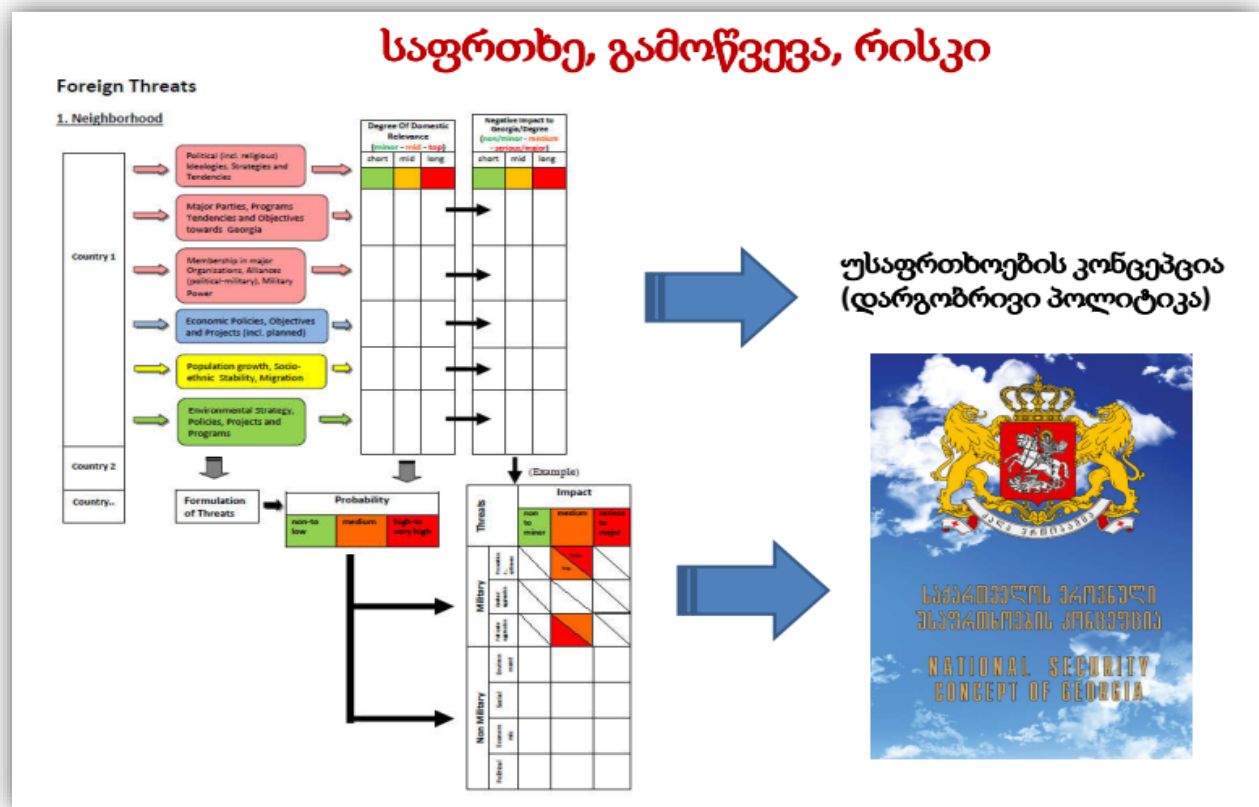 საფრთხე, გამოწვევა, რისკი
Foreign Threats
1. Neighborhood
Degree Of Domestic
Relevance
(minor - mid - top)
short mid long
Negative Impact to
Georgia/Degree
(non/minor - medium
- serious/major)
short mid long
Country 1
Political (incl. religious)
Ideologies, Strategies and
Tendencies
Major Parties, Programs
Tendencies and Objectives
towards Georgia
Membership in major
Organizations, Alliances
(political-military), Military
Power
Economic Policies, Objectives
and Projects (incl. planned)
Population growth, Socio-
ethnic Stability, Migration
Environmental Strategy,
Policies, Projects and
Programs
Country 2
Country..
Formulation
of Threats
Probability
non-to
low
medium
high-to
very high
(Example)
Threats
Impact
non
to
minor
medium
serious
to
major
Military
Non Military
Environ
ment
Social
Econom
mic
Political
უსაფრთხოების კონცეპცია
(დარგობრივი პოლიტიკა)
ძალა ერთობაშია
საქართველოს ეროვნული
უსაფრთხოების კონცეფცია
NATIONAL SECURITY
CONCEPT OF GEORGIA